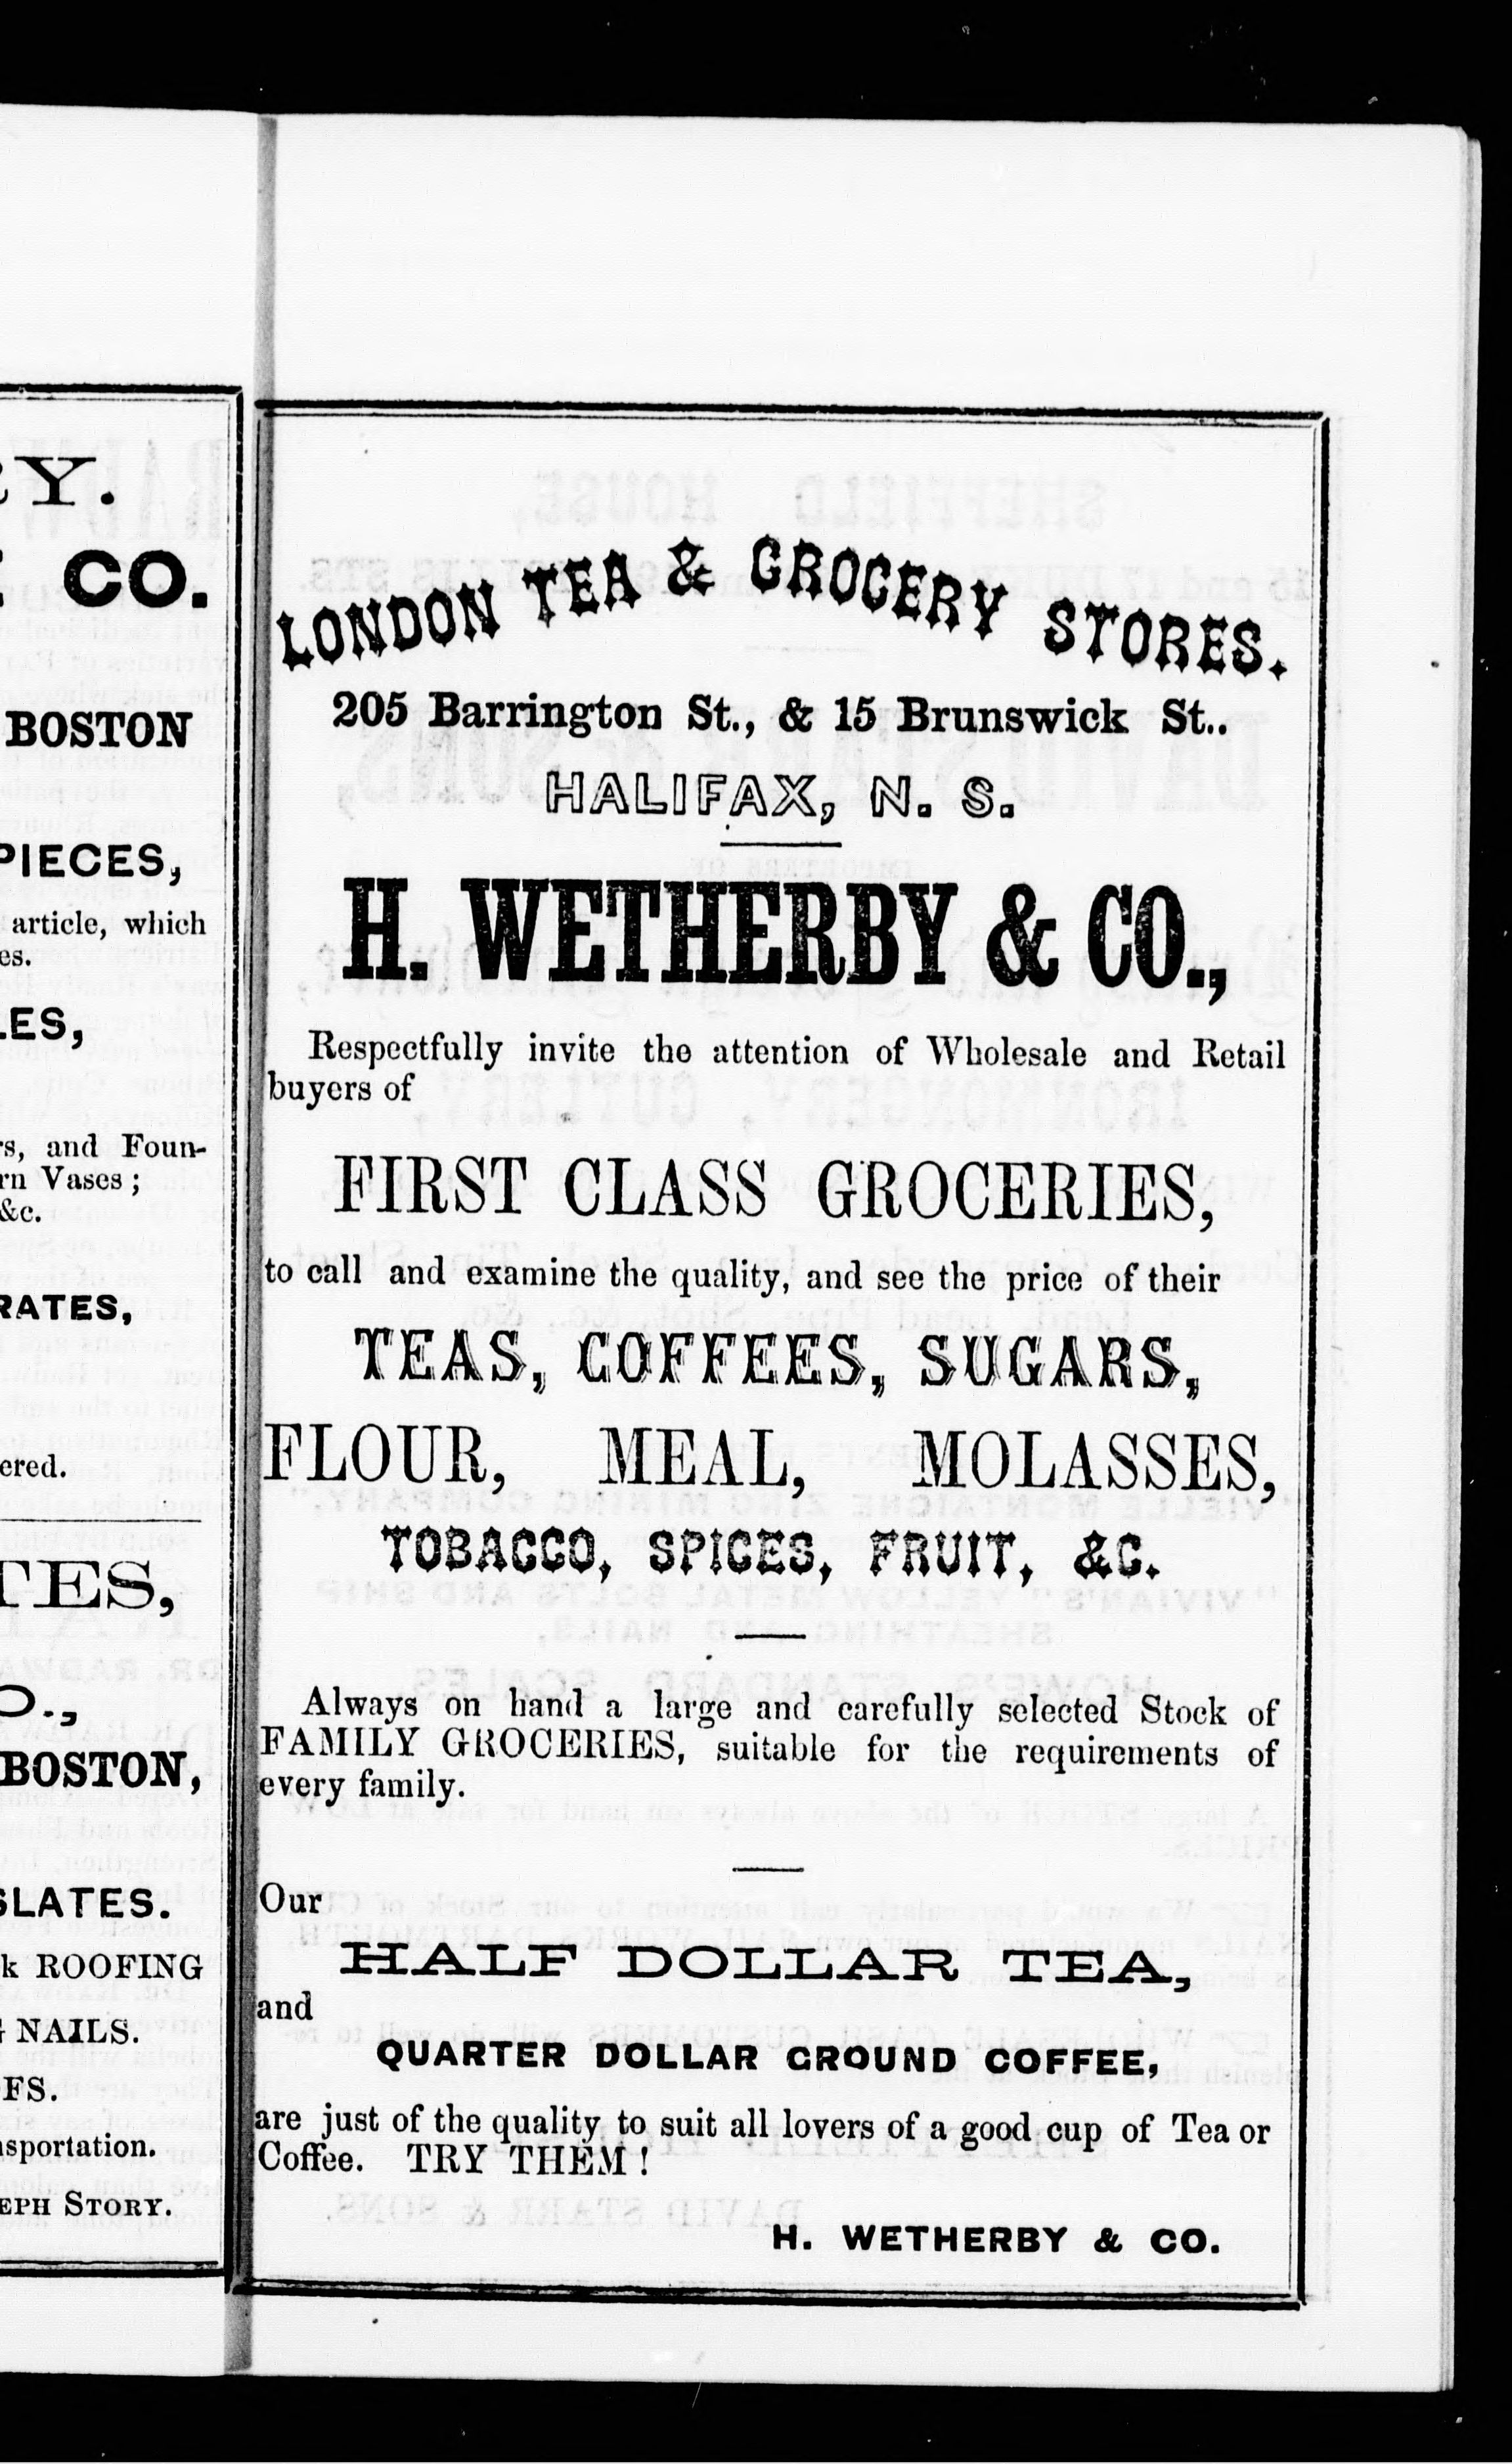 RY.
CO.
BOSTON
PIECES,
article, which
es.
LES,
rs, and Foun-
rn Vases;
&c.
RATES,
ered.
TES,
O.,
BOSTON,
SLATES.
k ROOFING
NAILS.
FS.
nsportation.
EPH STORY.
LONDON TEA & GROCERY STORES.
205 Barrington St., & 15 Brunswick St..
HALIFAX, N. S.
H. WETHERBY & CO.,
Respectfully invite the attention of Wholesale and Retail
buyers of
FIRST CLASS GROCERIES,
to call and examine the quality, and see the price of their
TEAS, COFFEES, SUGARS,
FLOUR, MEAL, MOLASSES,
TOBACCO, SPICES, FRUIT, &C.
Always on hand a large and carefully selected Stock of
FAMILY GROCERIES, suitable for the requirements of
every family.
Our
HALF DOLLAR TEA,
and
QUARTER DOLLAR GROUND COFFEE,
are just of the quality to suit all lovers of a good cup of Tea or
Coffee. TRY THEM!
H. WETHERBY & CO.